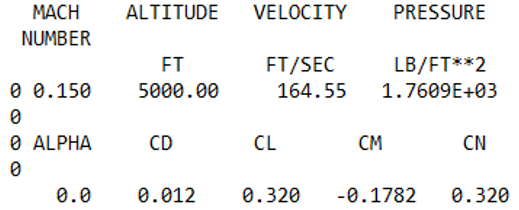 MACH ALTITUDE VELOCITY PRESSURE
NUMBER
FT FT/SEC LB/FT**2
0 0.150 5000.00 164.55 1.7609E+03
0
0 ALPHA CD CL CM CN
0
0.0 0.012 0.320 -0.1782 0.320